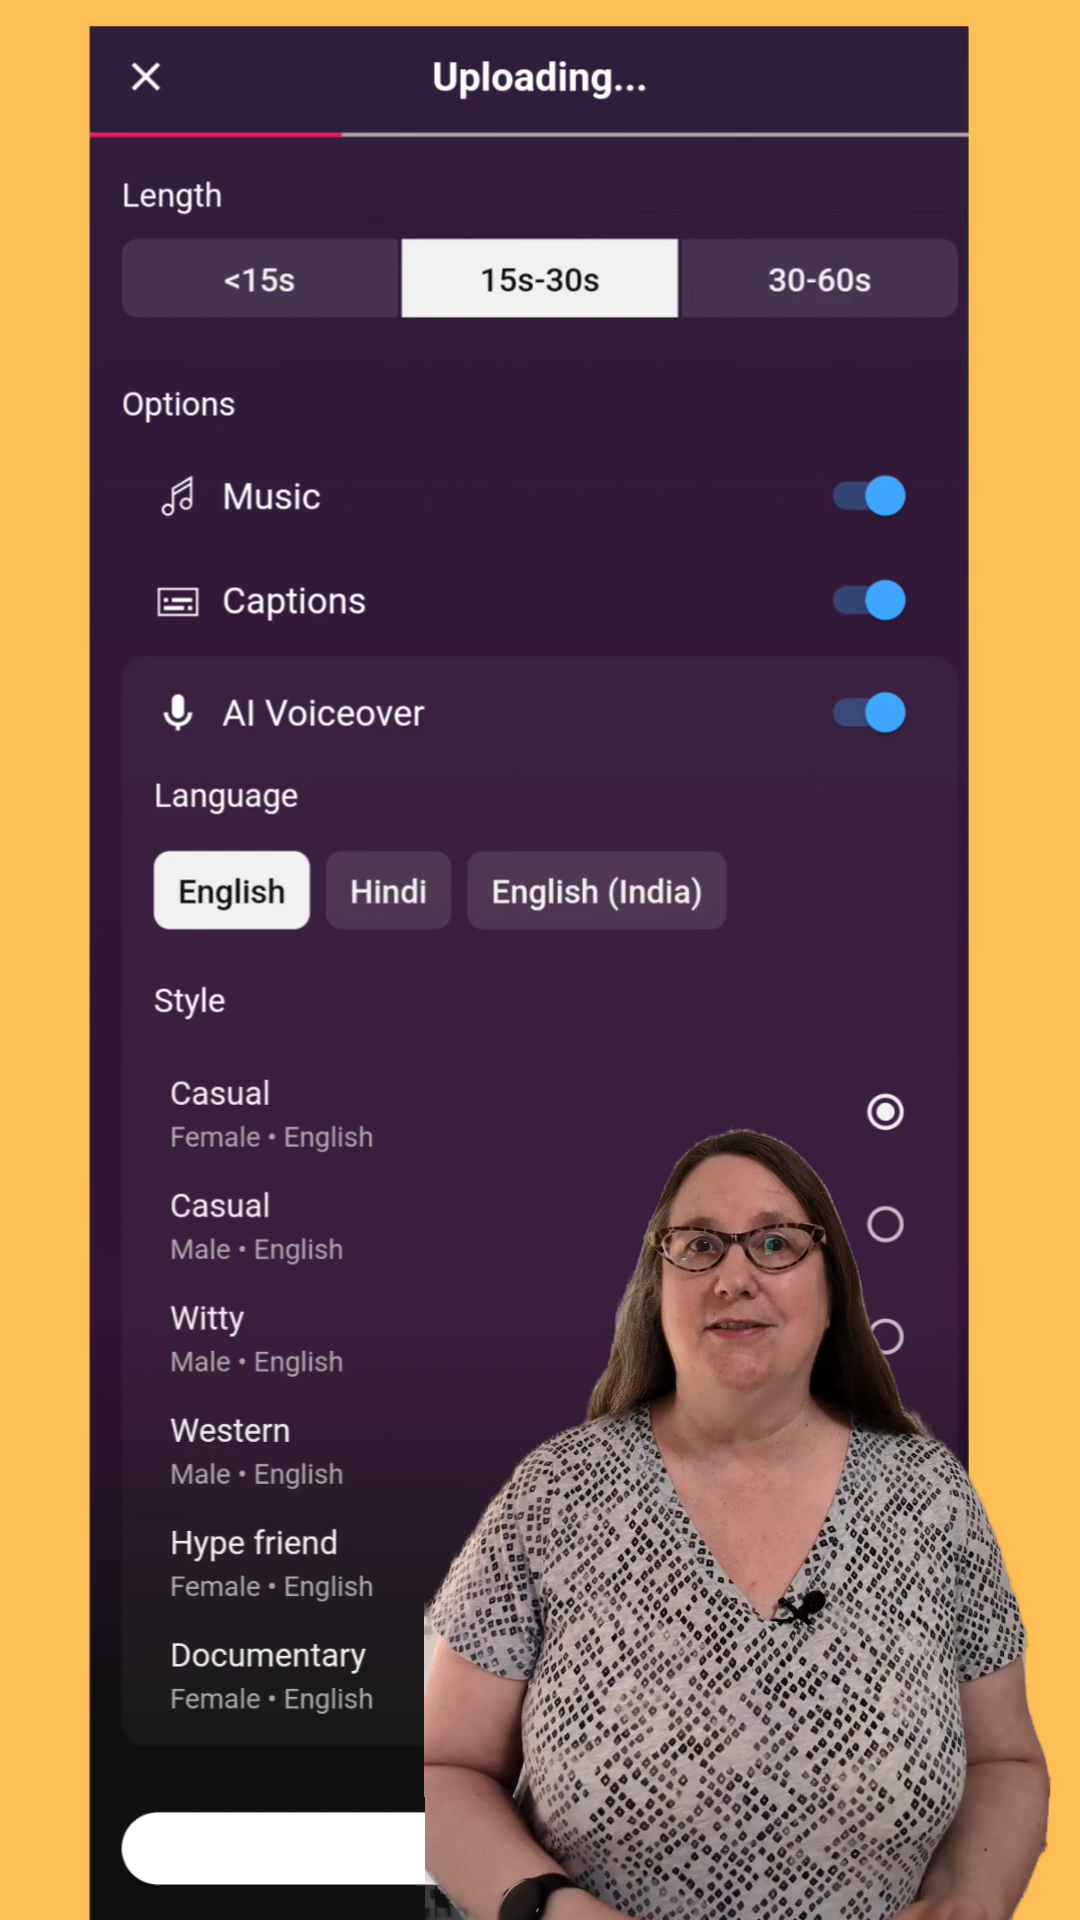 Uploading...
Length
<15s 15s-30s 30-60s
Options
Music
Captions
AI Voiceover
Language
English Hindi English (India)
Style
Casual
Female • English
Casual
Male • English
Witty
Male • English
Western
Male • English
Hype friend
Female • English
Documentary
Female • English